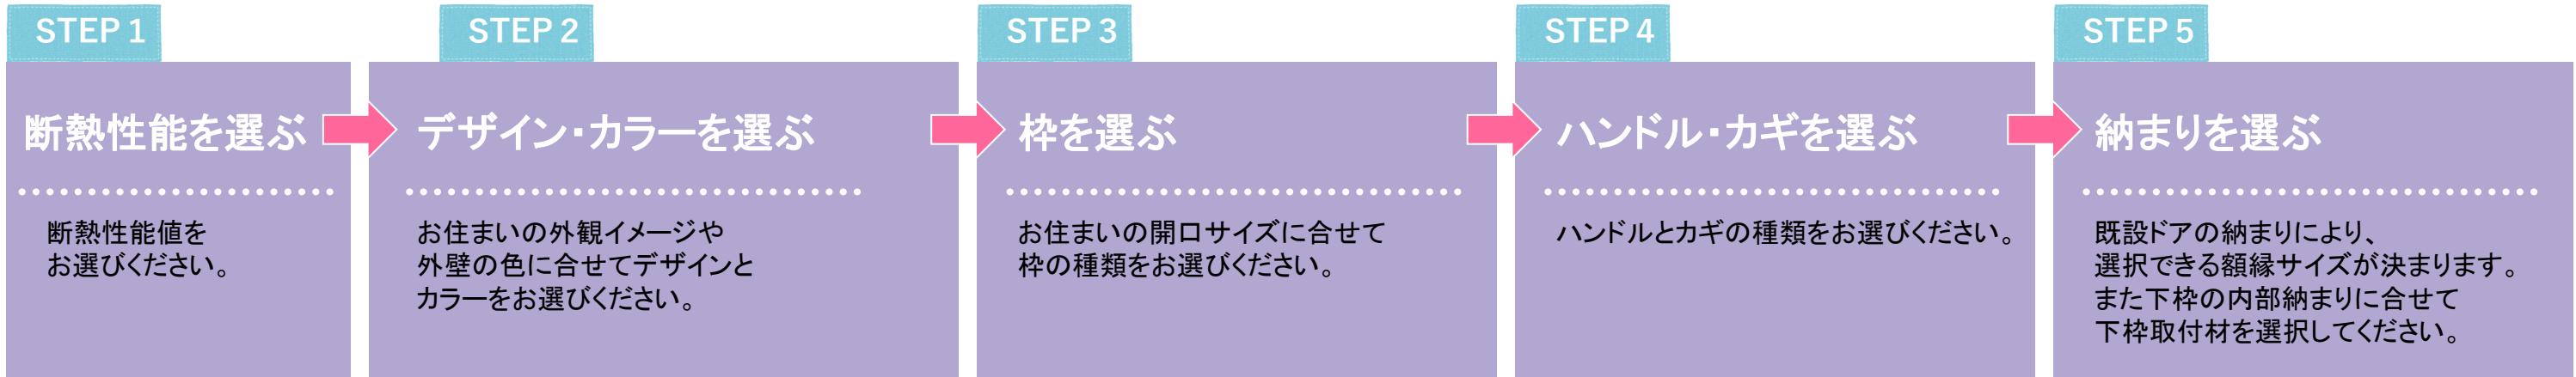 STEP 1
断熱性能を選ぶ
断熱性能値を
お選びください。
STEP 2
デザイン・カラーを選ぶ
お住まいの外観イメージや
外壁の色に合せてデザインと
カラーをお選びください。
STEP 3
枠を選ぶ
お住まいの開口サイズに合せて
枠の種類をお選びください。
STEP 4
ハンドル・カギを選ぶ
ハンドルとカギの種類をお選びください。
STEP 5
納まりを選ぶ
既設ドアの納まりにより、
選択できる額縁サイズが決まります。
また下枠の内部納まりに合せて
下枠取付材を選択してください。